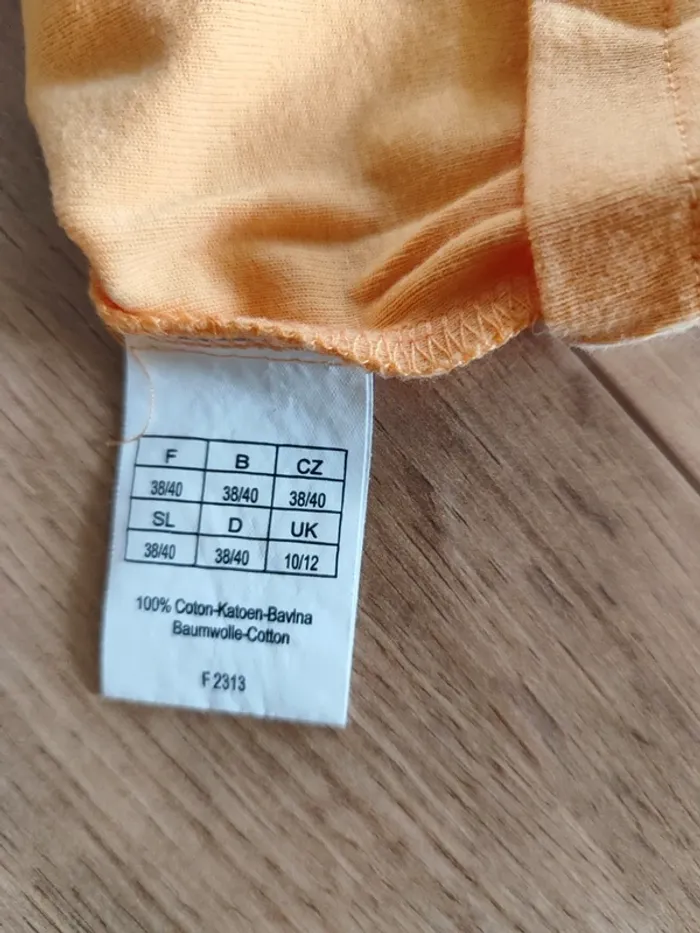 F B CZ
38/40 38/40 38/40
SL D UK
38/40 38/40 10/12
100% Coton-Katoen-Bavlna
Baumwolle-Cotton
F 2313